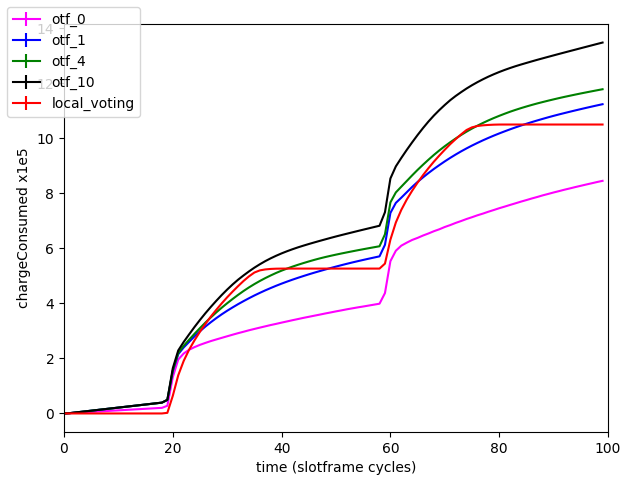 otf_0
otf_1
otf_4
otf_10
local_voting
14
12
10
8
6
4
2
0
chargeConsumed x1e5
0 20 40 60 80 100
time (slotframe cycles)